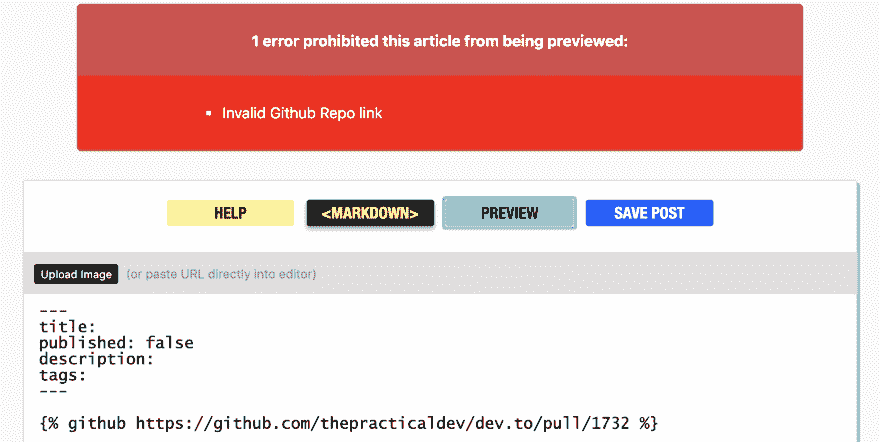 1 error prohibited this article from being previewed:
Invalid Github Repo link
HELP
<MARKDOWN>
PREVIEW
SAVE POST
Upload Image (or paste URL directly into editor)
---
title:
published: false
description:
tags:
---
{% github https://github.com/thepracticaldev/dev.to/pull/1732 %}